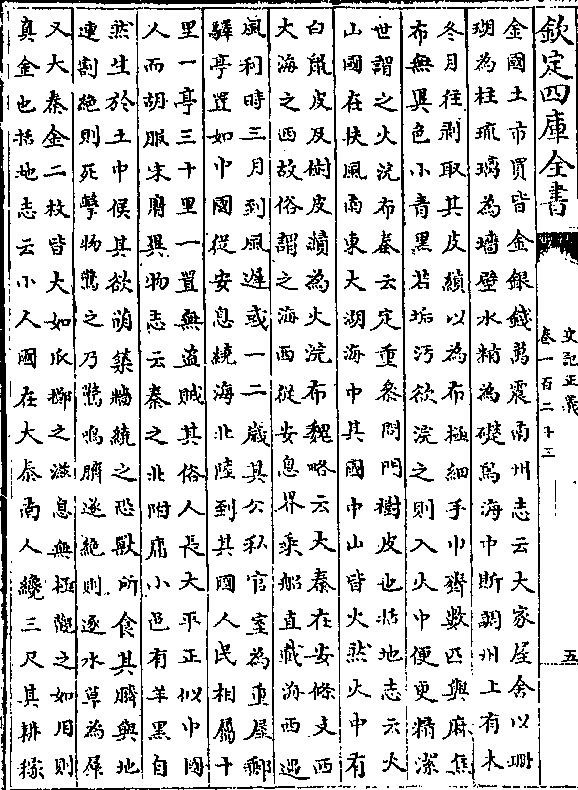 欽定四庫全書
史記正義
卷一百二十三
五
金國土市買皆金銀錢萬震南州志云大家屋舍以珊
瑚為柱琉璃為墻壁水精為礎舄海中斯調州上有木
冬月往剥取其皮績以為布極細手巾齊數匹與麻焦
布無異色小青黑若垢汚欲浣之則入火中便更精潔
世謂之火浣布秦云定重參問門樹皮也括地志云火
山國在扶風南東大湖海中其國中山皆火然火中有
白鼠皮及樹皮績為火浣布魏略云大秦在安條支西
大海之西故俗謂之海西從安息界乘船直載海西遇
風利時三月到風遲或一二歲其公私官室為重屋郵
驛亭置如中國從安息繞海北陸到其國人民相屬十
里一亭三十里一置無盗賊其俗人長大平正似中國
人而胡服宋膺異物志云秦之北附庸小邑有羊黑自
然生於土中俟其欲萌築牆繞之恐獸所食其臍與地
連割絶則死擊物驚之乃驚鳴臍遂絶則逐水草為羣
又大秦金二枚皆大如瓜擲之滋息無極觀之如用則
真金也括地志云小人國在大秦南人纔三尺其耕稼